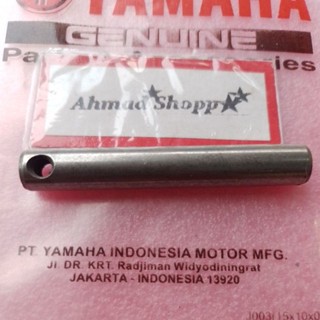 YAMAHA
GENUINE
Pa
ies
Ahmad Shopp
PT. YAMAHA INDONESIA MOTOR MFG.
Jl. DR. KRT. Radjiman Widyodiningrat
JAKARTA - INDONESIA 13920